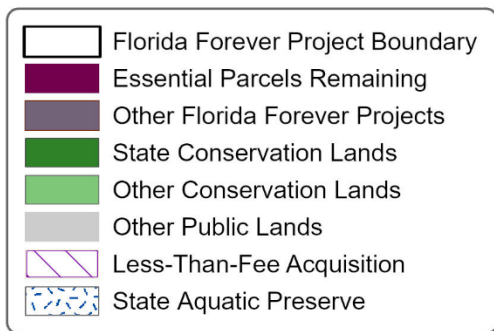 Florida Forever Project Boundary
Essential Parcels Remaining
Other Florida Forever Projects
State Conservation Lands
Other Conservation Lands
Other Public Lands
Less-Than-Fee Acquisition
State Aquatic Preserve